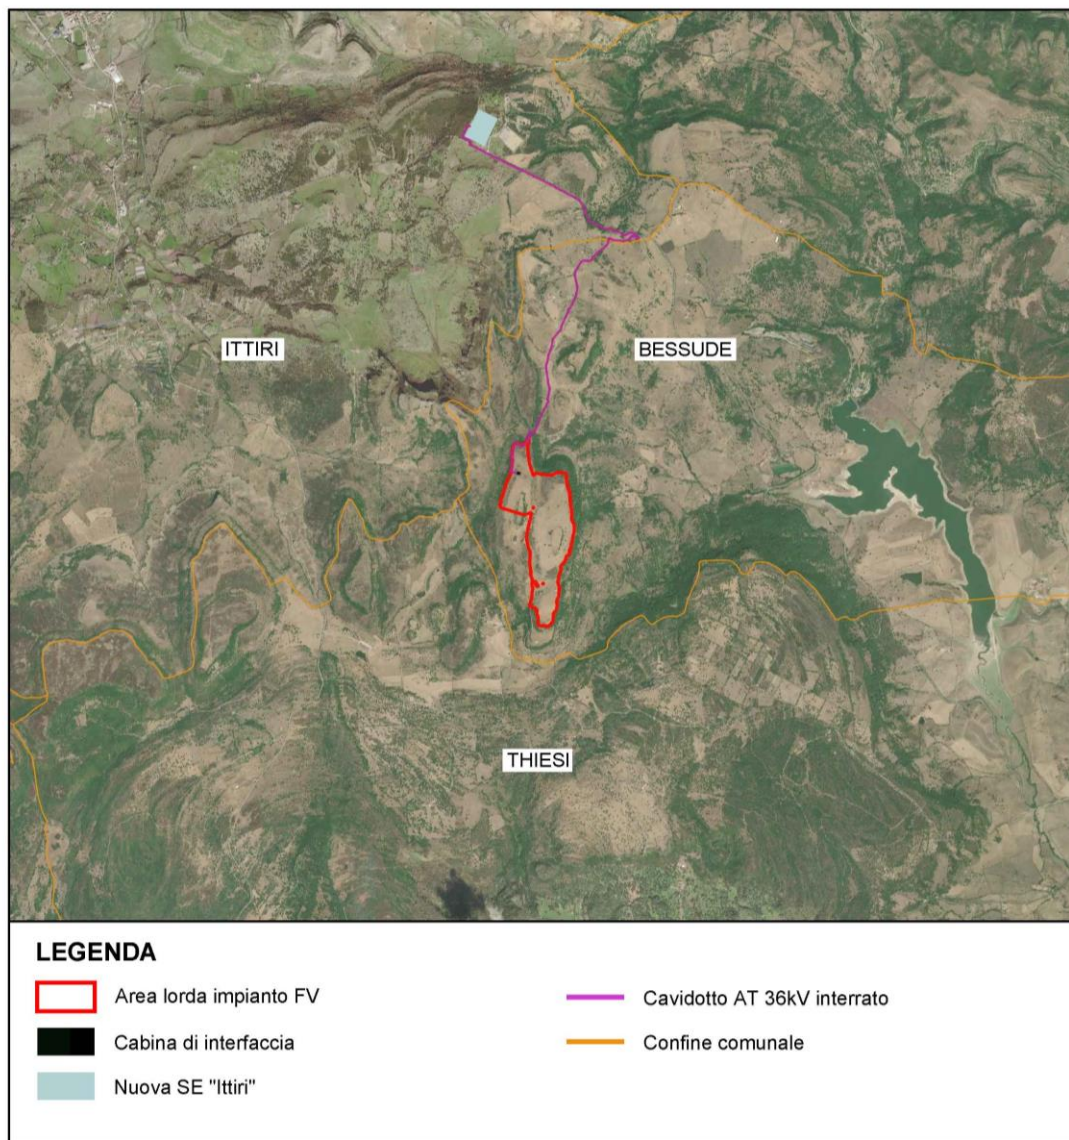 ITTIRI
BESSUDE
THIESI
LEGENDA
Area lorda impianto FV
Cabina di interfaccia
Nuova SE "Ittiri"
Cavidotto AT 36kV interrato
Confine comunale